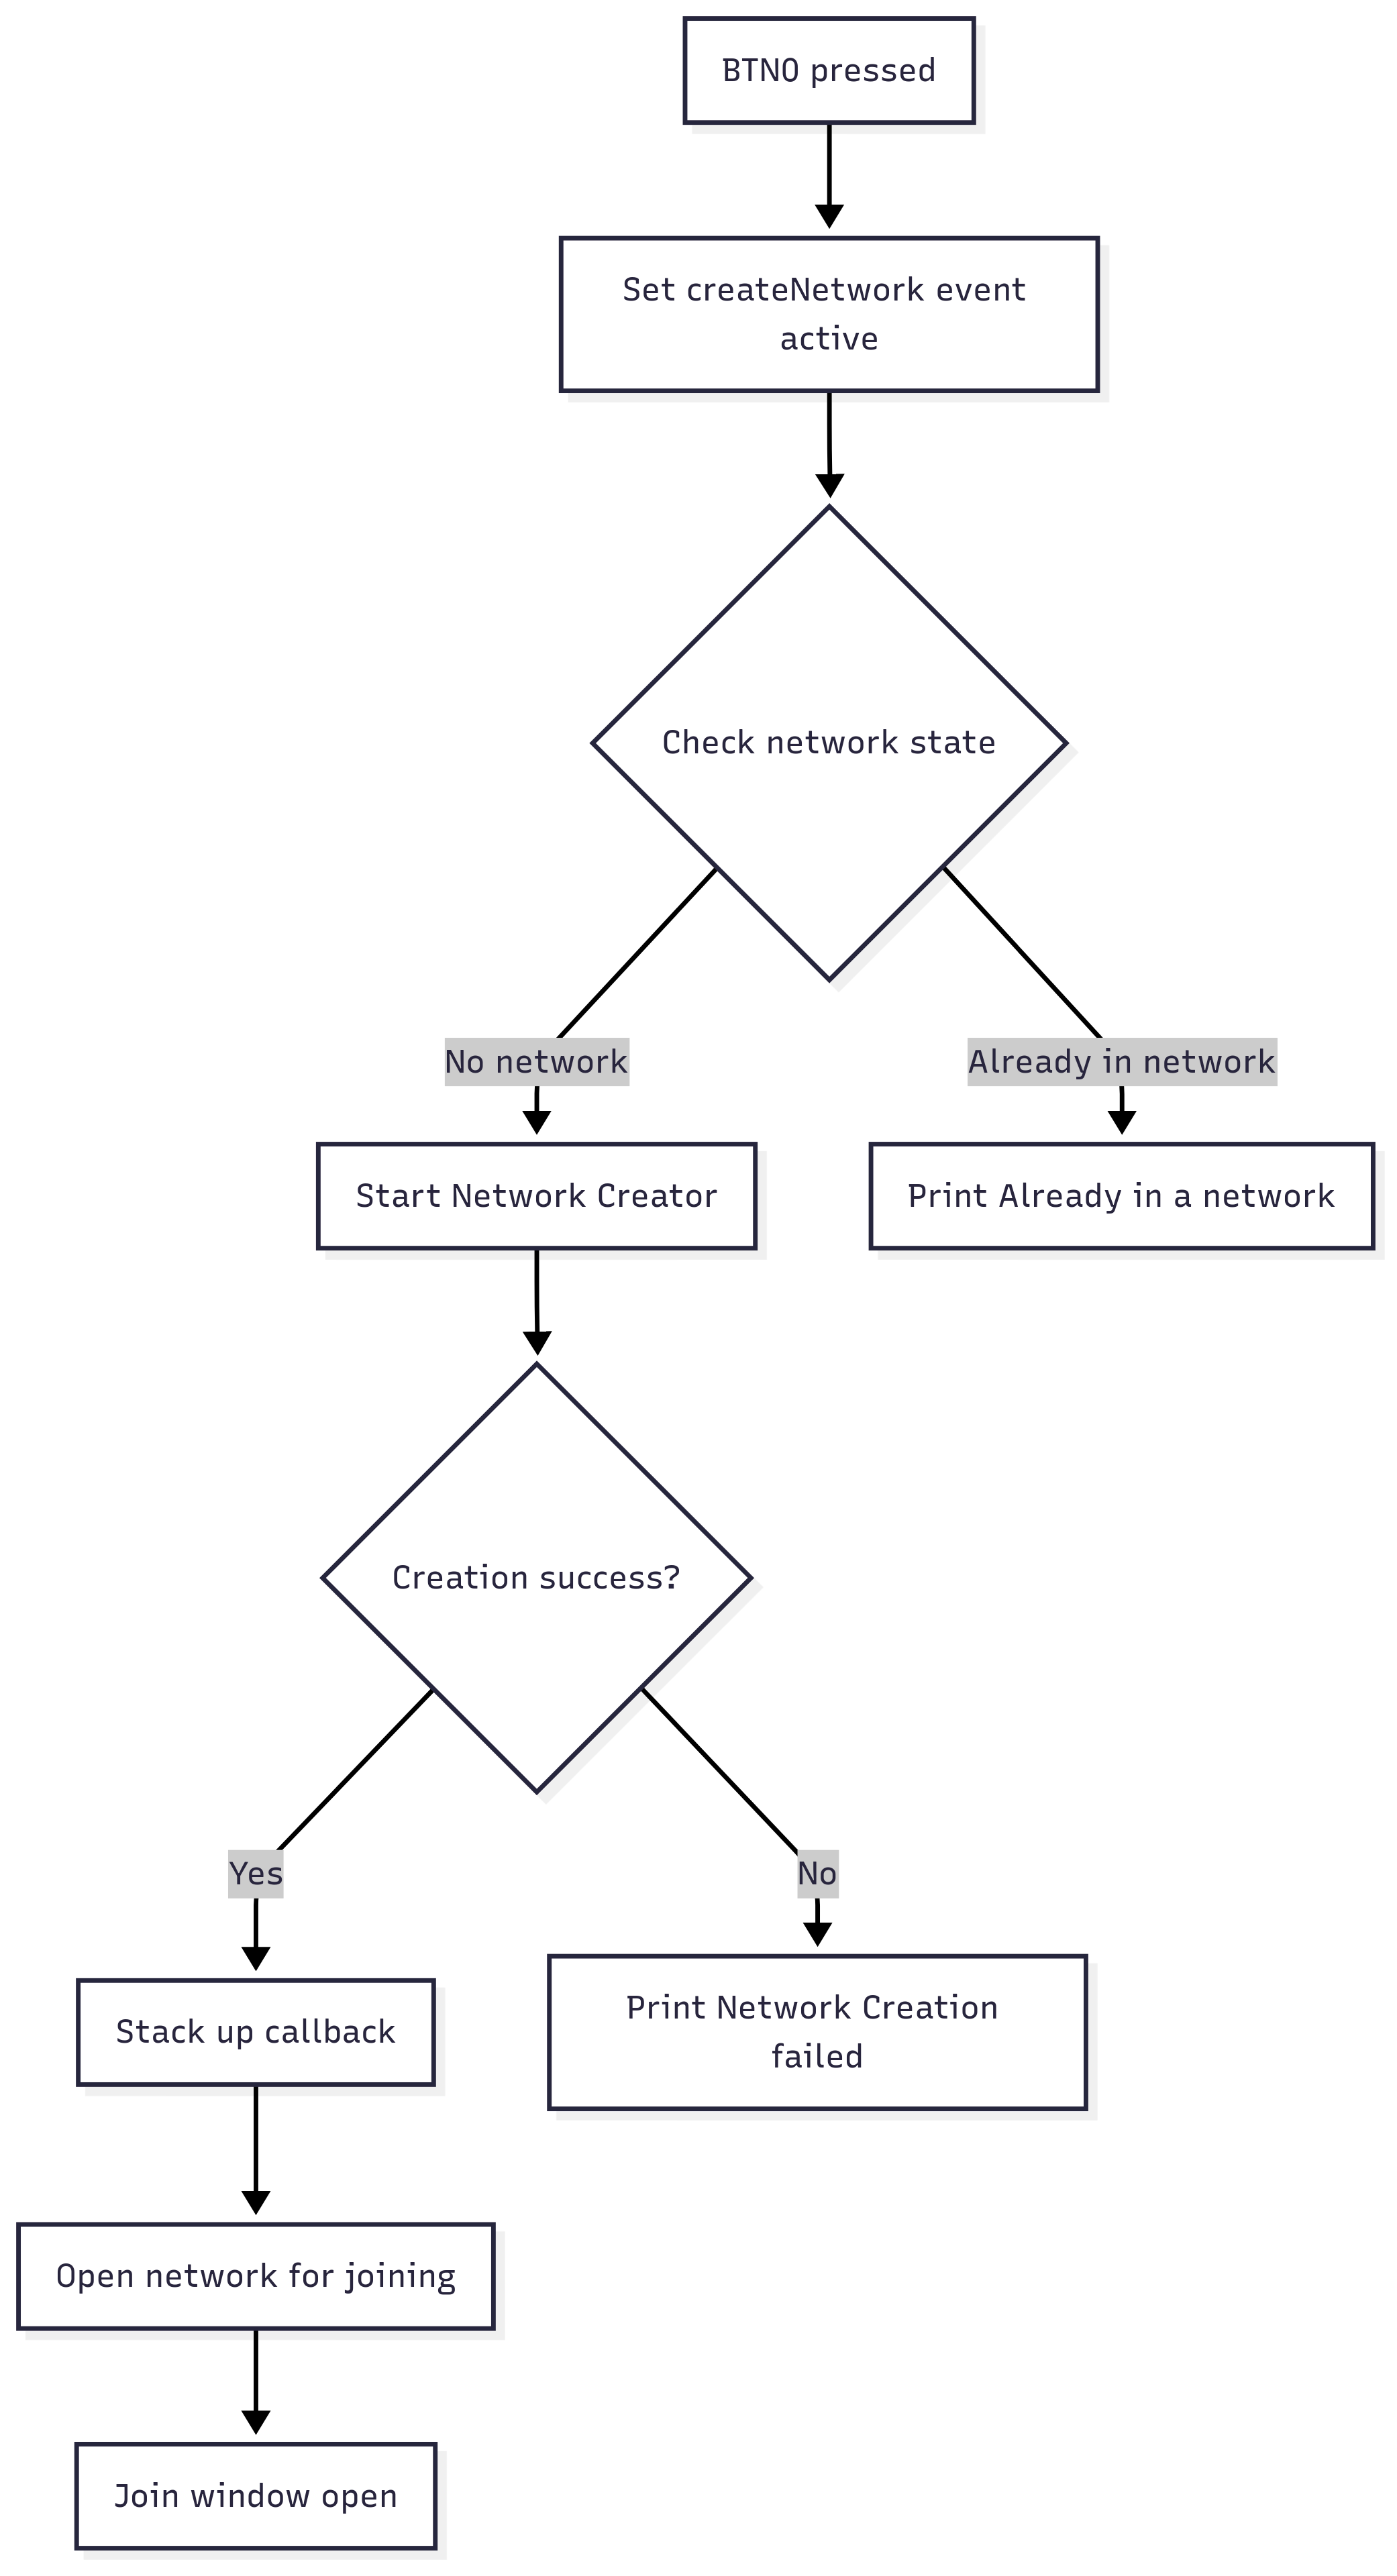 BTN0 pressed
Set createNetwork event
active
Check network state
No network
Already in network
Start Network Creator
Print Already in a network
Creation success?
Yes
No
Stack up callback
Print Network Creation
failed
Open network for joining
Join window open